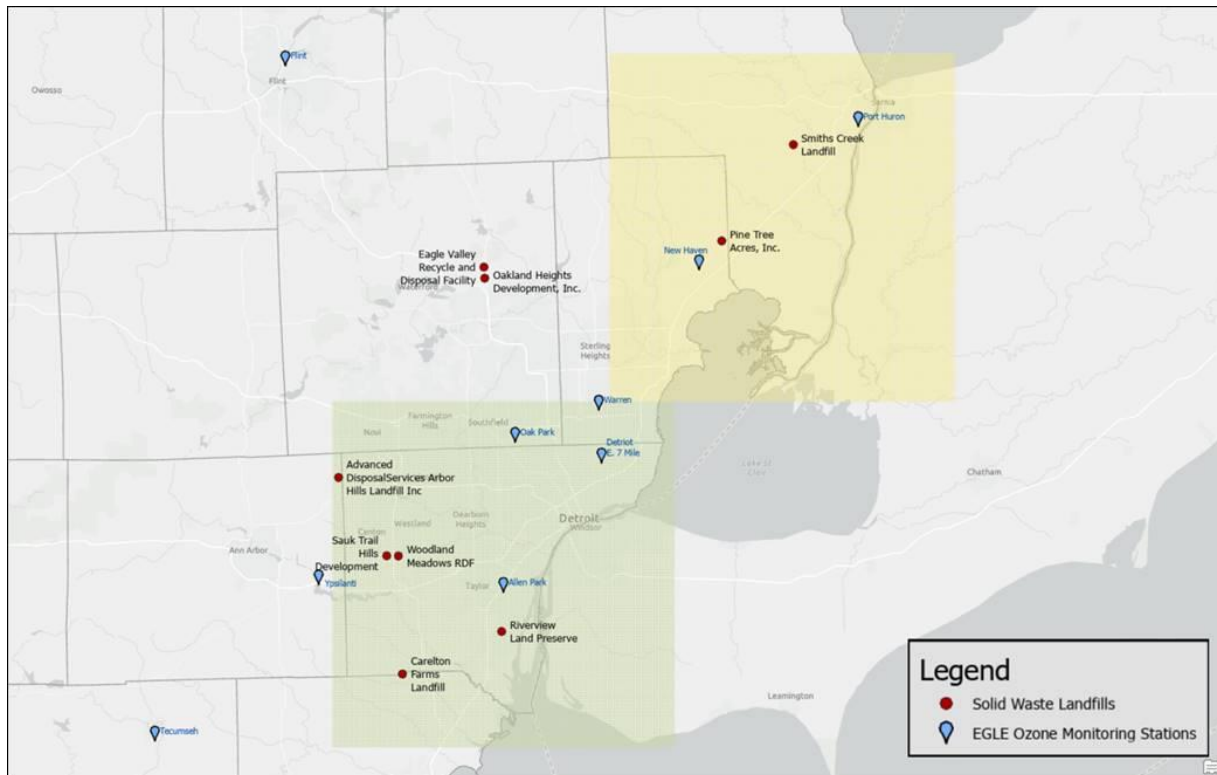 Flint
Flint
Owosso
Sarnia
Port Huron
Smiths Creek
Landfill
Pine Tree
Acres, Inc.
New Haven
Eagle Valley
Recycle and
Disposal Facility
Waterford
Oakland Heights
Development, Inc.
Sterling
Heights
Warren
Farmington
Hills
Southfield
Novi
Oak Park
Detriot
E. 7 Mile
Advanced
DisposalServices Arbor
Hills Landfill Inc
Lake St
Clair
Chatham
Detroit
Windsor
Dearborn
Heights
Westland
Canton
Sauk Trail
Hills
Development
Woodland
Meadows RDF
Ann Arbor
Ypsilanti
Taylor
Allen Park
Riverview
Land Preserve
Carelton
Farms
Landfill
Tecumseh
Leamington
Legend
Solid Waste Landfills
EGLE Ozone Monitoring Stations